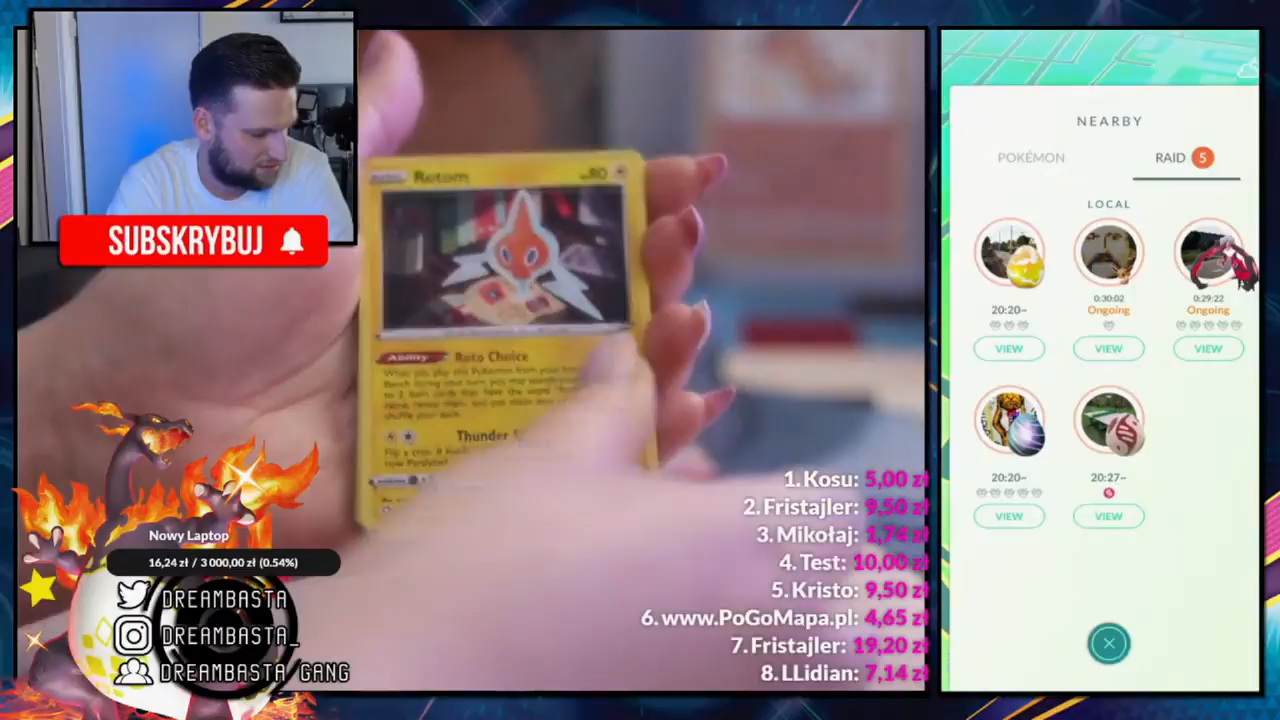 SUBSKRYBUJ
Rotom
80
Ability
Roto Choice
Thunder
Nowy Laptop
16,24 zł / 3 000,00 zł (0.54%)
DREAMBASTA
DREAMBASTA_
DREAMBASTA GANG
1. Kosu: 5,00 zł
2. Fristajler: 9,50 zł
3. Mikołaj: 1,74 zł
4. Test: 10,00 zł
5. Kristo: 9,50 zł
6. www.PoGoMapa.pl: 4,65 zł
7. Fristajler: 19,20 zł
8. LLidian: 7,14 zł
NEARBY
POKÉMON RAID 5
LOCAL
20:20~ 0:30:02 0:29:22
Ongoing Ongoing
VIEW VIEW VIEW
20:20~ 20:27~
VIEW VIEW